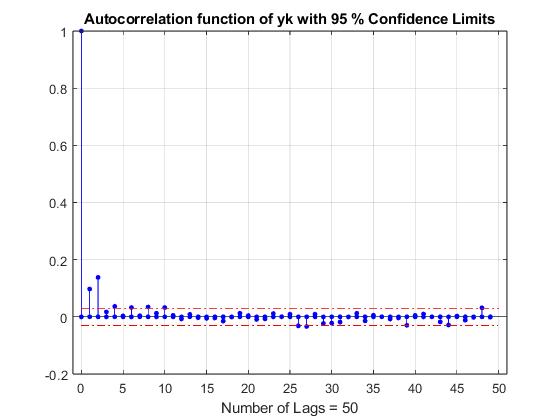 Autocorrelation function of yk with 95 % Confidence Limits
1
0.8
0.6
0.4
0.2
0
-0.2
0 5 10 15 20 25 30 35 40 45 50
Number of Lags = 50